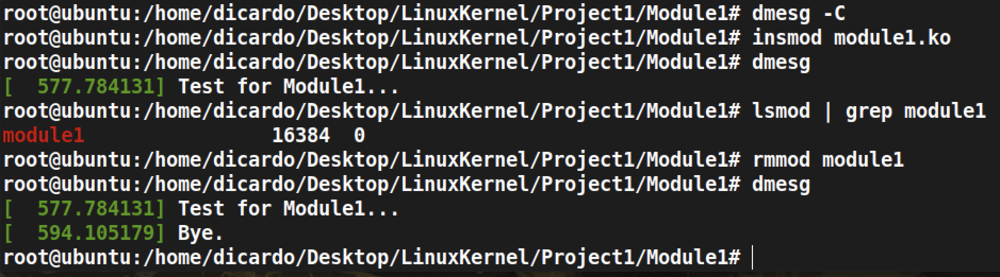 root@ubuntu:/home/dicardo/Desktop/LinuxKernel/Project1/Module1# dmesg -C
root@ubuntu:/home/dicardo/Desktop/LinuxKernel/Project1/Module1# insmod module1.ko
root@ubuntu:/home/dicardo/Desktop/LinuxKernel/Project1/Module1# dmesg
[  577.784131] Test for Module1...
root@ubuntu:/home/dicardo/Desktop/LinuxKernel/Project1/Module1# lsmod | grep module1
module1                16384  0
root@ubuntu:/home/dicardo/Desktop/LinuxKernel/Project1/Module1# rmmod module1
root@ubuntu:/home/dicardo/Desktop/LinuxKernel/Project1/Module1# dmesg
[  577.784131] Test for Module1...
[  594.105179] Bye.
root@ubuntu:/home/dicardo/Desktop/LinuxKernel/Project1/Module1#